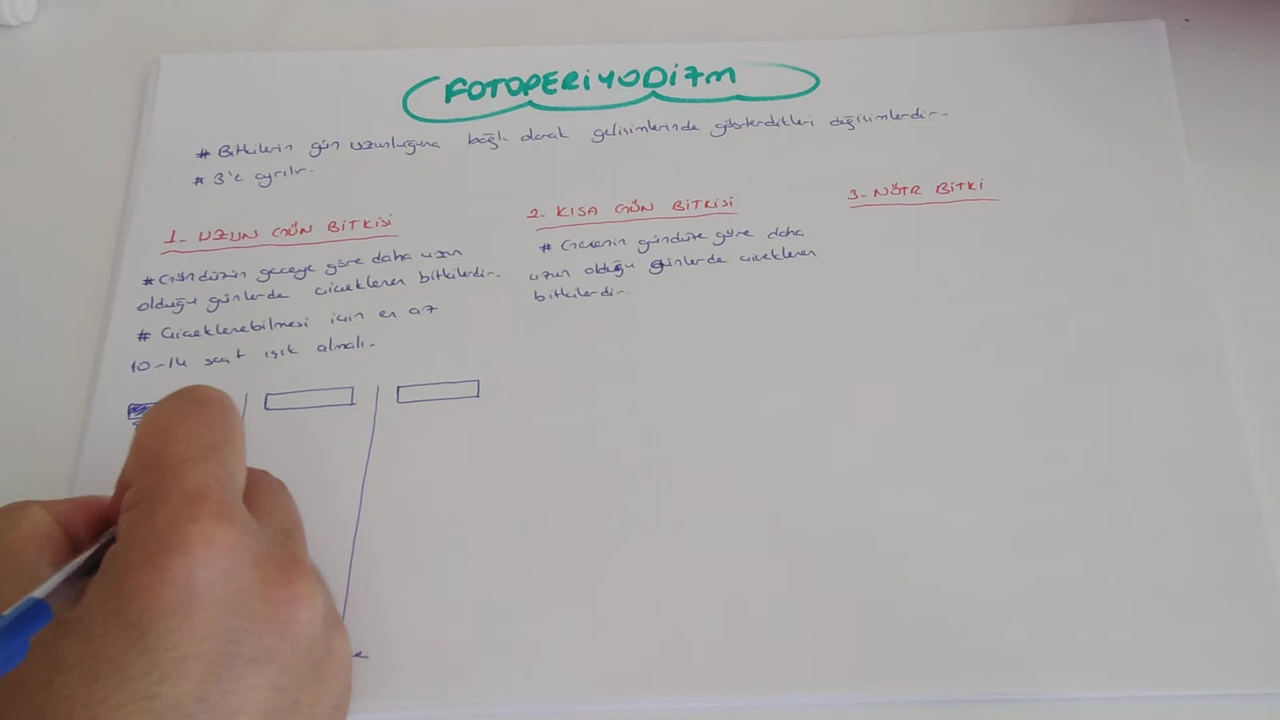 FOTOPERİYODİZM
# Bitkilerin gün uzunluğuna bağlı olarak gelişimlerinde gösterdikleri değişimlerdir.
# 3'e ayrılır.
1- UZUN GÜN BİTKİSİ
# Gündüzün geceye göre daha uzun
olduğu günlerde çiçeklenen bitkilerdir.
# Çiçeklenebilmesi için en az
10-14 saat ışık almalı.
2- KISA GÜN BİTKİSİ
# Gecenin gündüze göre daha
uzun olduğu günlerde çiçeklenen
bitkilerdir.
3- NÖTR BİTKİ